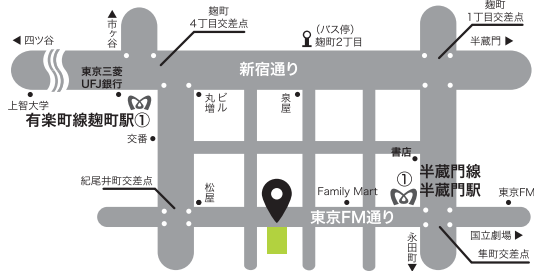 ▲市ヶ谷
麹町
4丁目交差点
(バス停)
麹町2丁目
麹町
1丁目交差点
◀ 四ツ谷
半蔵門 ▶
新宿通り
東京三菱
UFJ銀行
上智大学
有楽町線麹町駅①
丸増
ビル
泉屋
交番
書店
紀尾井町交差点
松屋
Family Mart
①
半蔵門線
半蔵門駅
東京FM
東京FM通り
永田町▼
国立劇場 ▶
隼町交差点